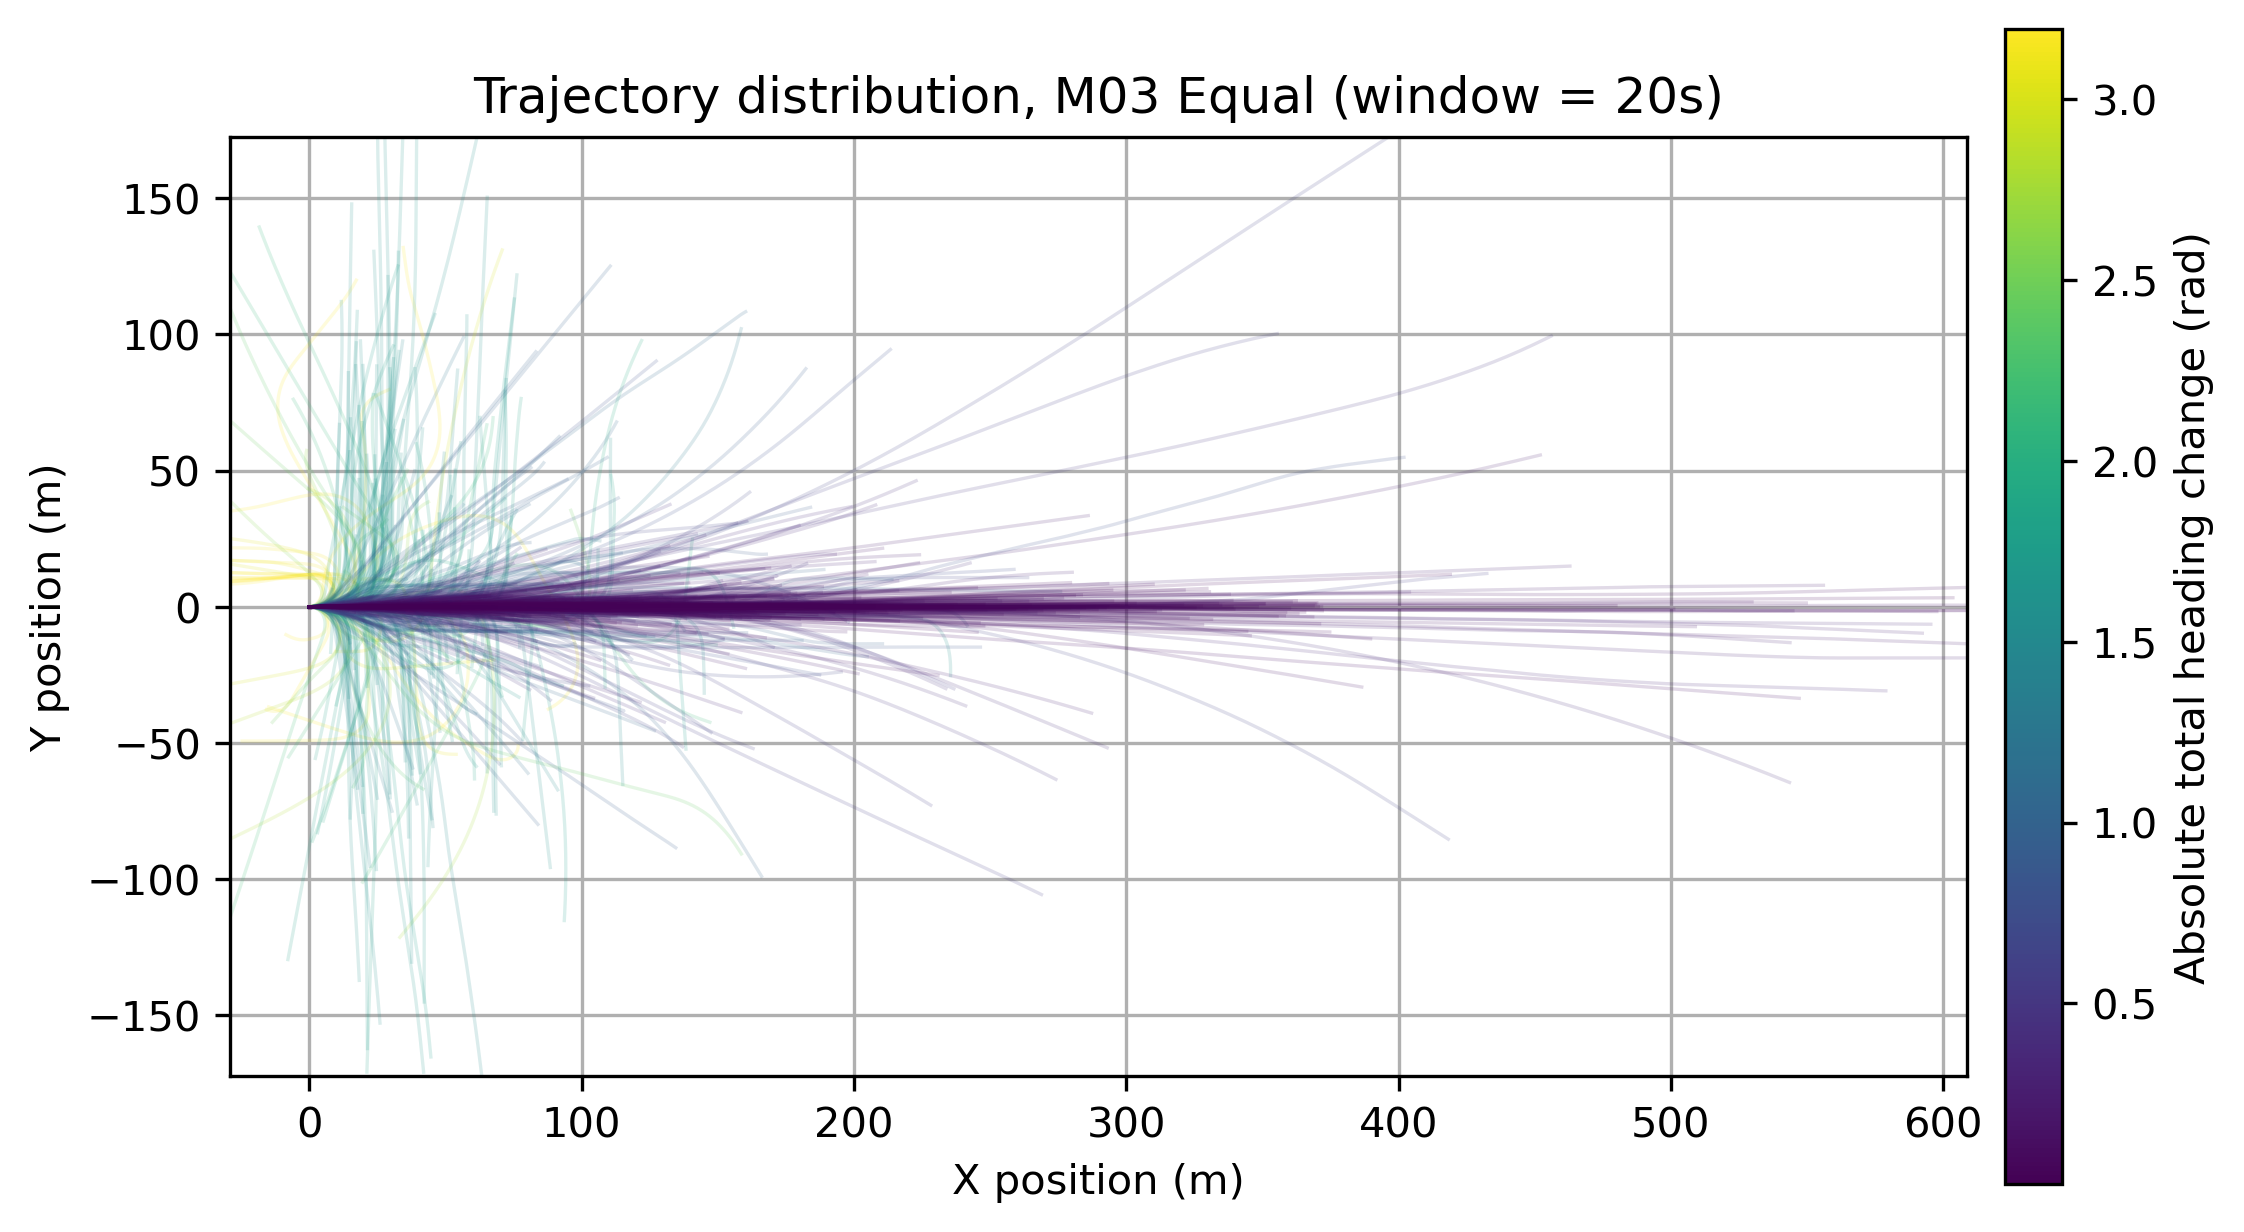 Trajectory distribution, M03 Equal (window = 20s)
150
100
50
0
−50
−100
−150
Y position (m)
0 100 200 300 400 500 600
X position (m)
3.0
2.5
2.0
1.5
1.0
0.5
Absolute total heading change (rad)